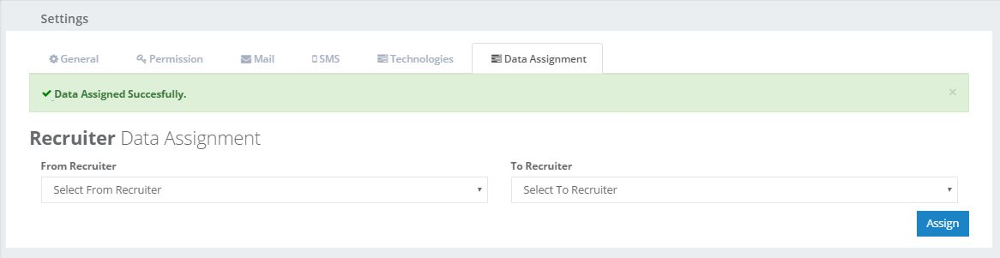 Settings
General Permission Mail SMS Technologies Data Assignment
Data Assigned Succesfully. ×
Recruiter Data Assignment
From Recruiter To Recruiter
Select From Recruiter Select To Recruiter
Assign